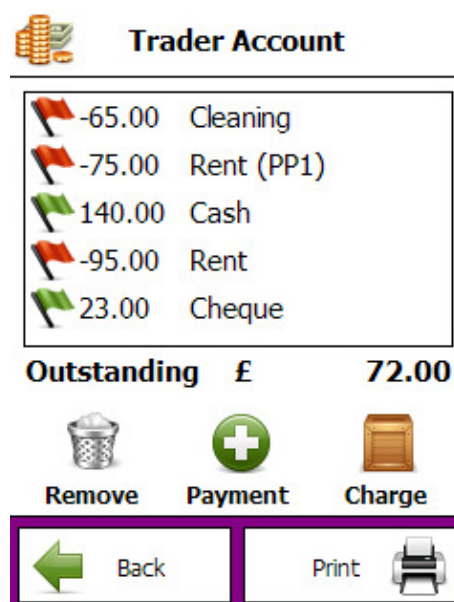 Trader Account
-65.00 Cleaning
-75.00 Rent (PP1)
140.00 Cash
-95.00 Rent
23.00 Cheque
Outstanding £ 72.00
Remove Payment Charge
Back Print